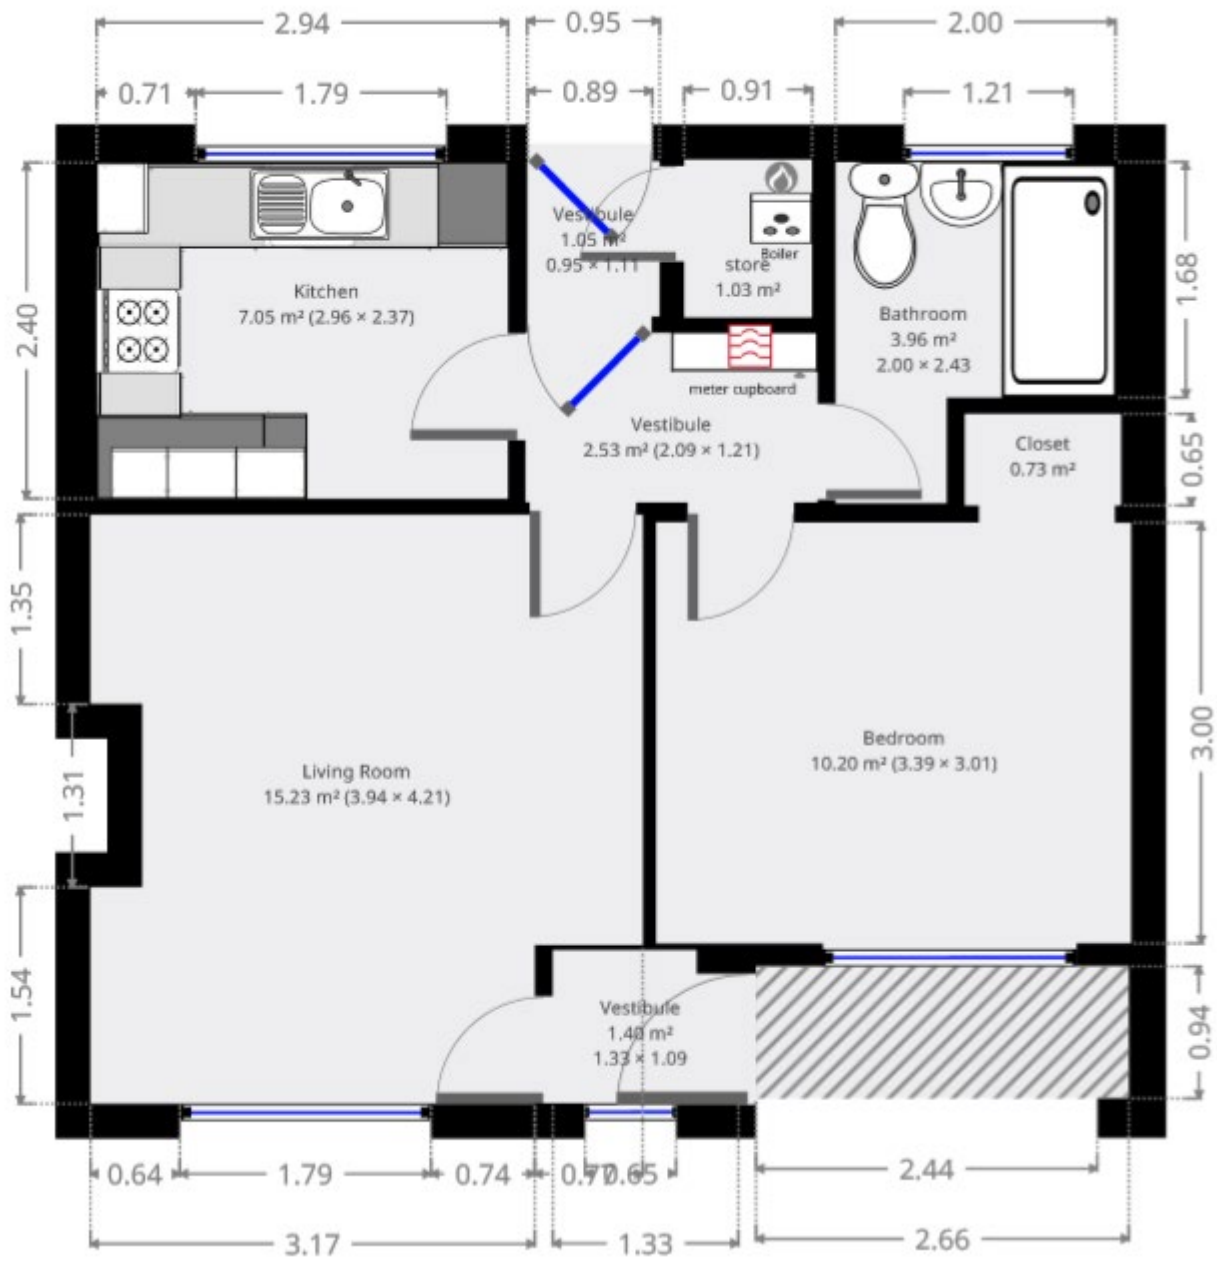 2.94
0.95
2.00
0.71
1.79
0.89
0.91
1.21
Vestibule
1.05 m²
0.95 × 1.11
Boiler
store
1.03 m²
2.40
Kitchen
7.05 m² (2.96 × 2.37)
Bathroom
3.96 m²
2.00 × 2.43
1.68
meter cupboard
Vestibule
2.53 m² (2.09 × 1.21)
Closet
0.73 m²
0.65
1.35
1.31
Living Room
15.23 m² (3.94 × 4.21)
Bedroom
10.20 m² (3.39 × 3.01)
3.00
1.54
Vestibule
1.40 m²
1.33 × 1.09
0.94
0.64
1.79
0.74
0.65
2.44
3.17
1.33
2.66